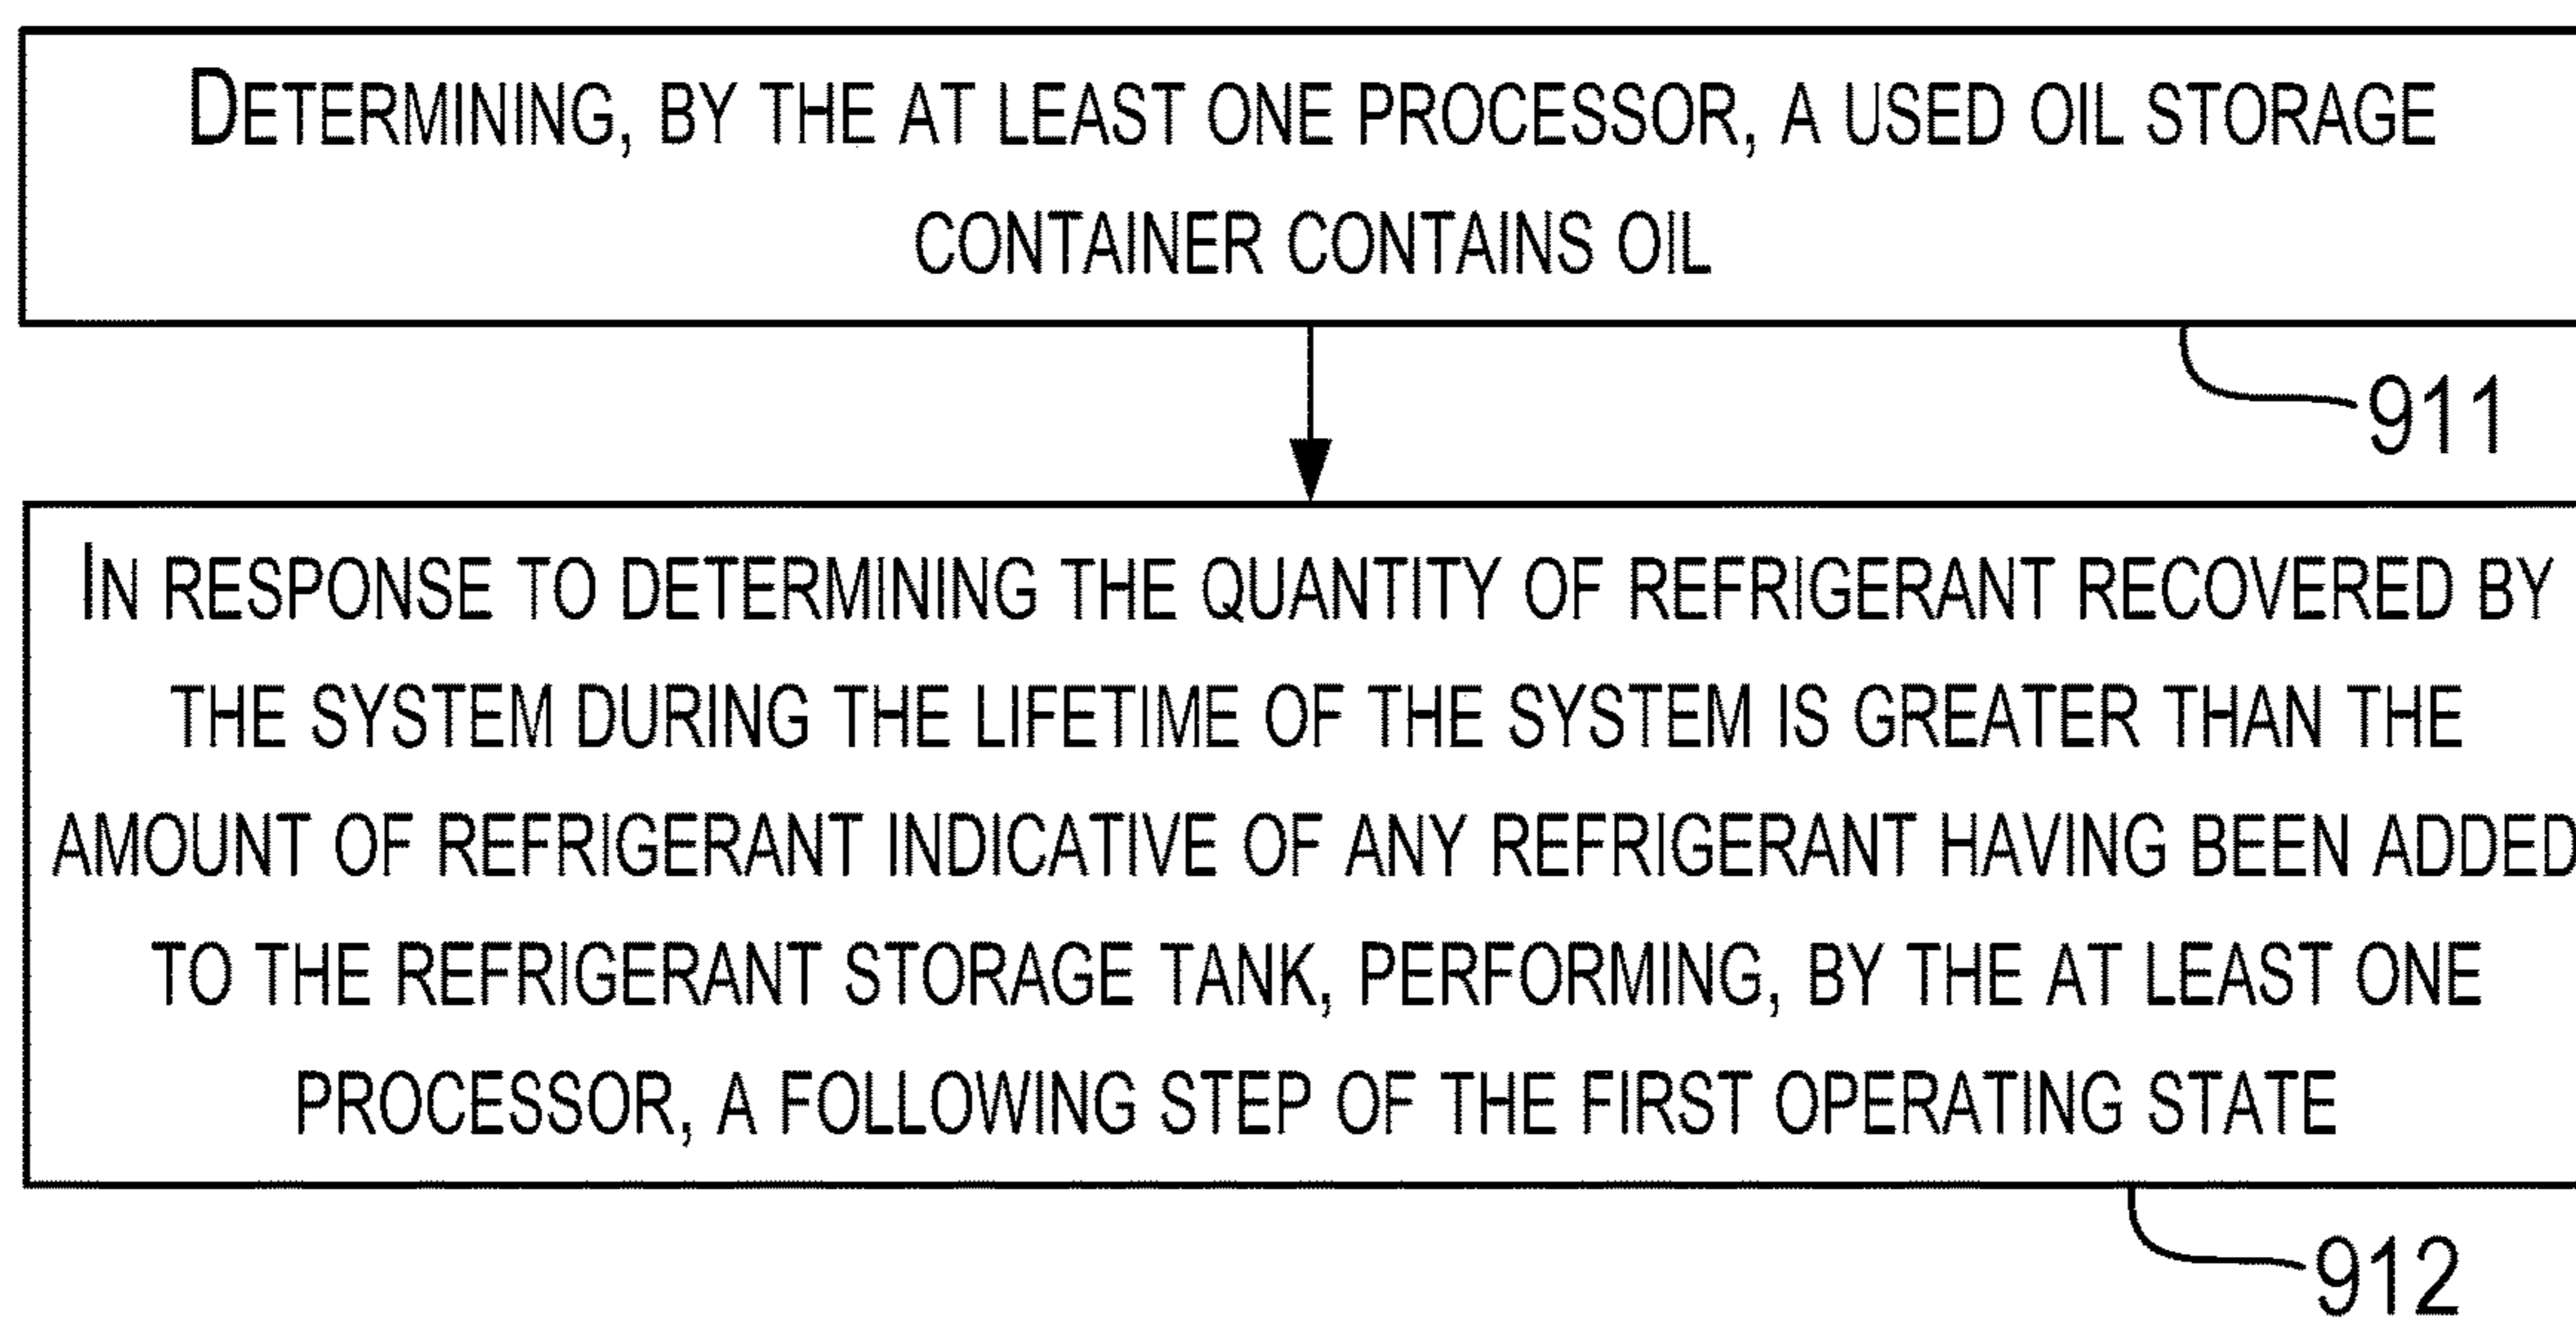 DETERMINING, BY THE AT LEAST ONE PROCESSOR, A USED OIL STORAGE
CONTAINER CONTAINS OIL
911
IN RESPONSE TO DETERMINING THE QUANTITY OF REFRIGERANT RECOVERED BY
THE SYSTEM DURING THE LIFETIME OF THE SYSTEM IS GREATER THAN THE
AMOUNT OF REFRIGERANT INDICATIVE OF ANY REFRIGERANT HAVING BEEN ADDED
TO THE REFRIGERANT STORAGE TANK, PERFORMING, BY THE AT LEAST ONE
PROCESSOR, A FOLLOWING STEP OF THE FIRST OPERATING STATE
912